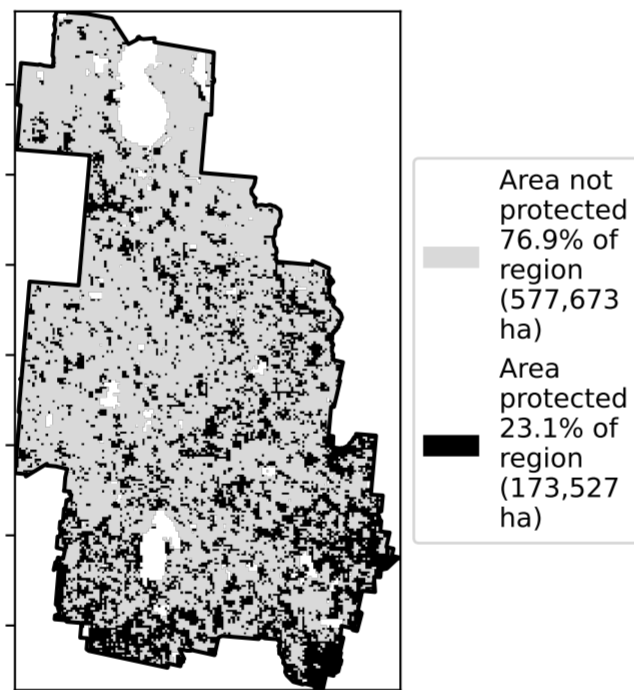 Area not
protected
76.9% of
region
(577,673
ha)
Area
protected
23.1% of
region
(173,527
ha)